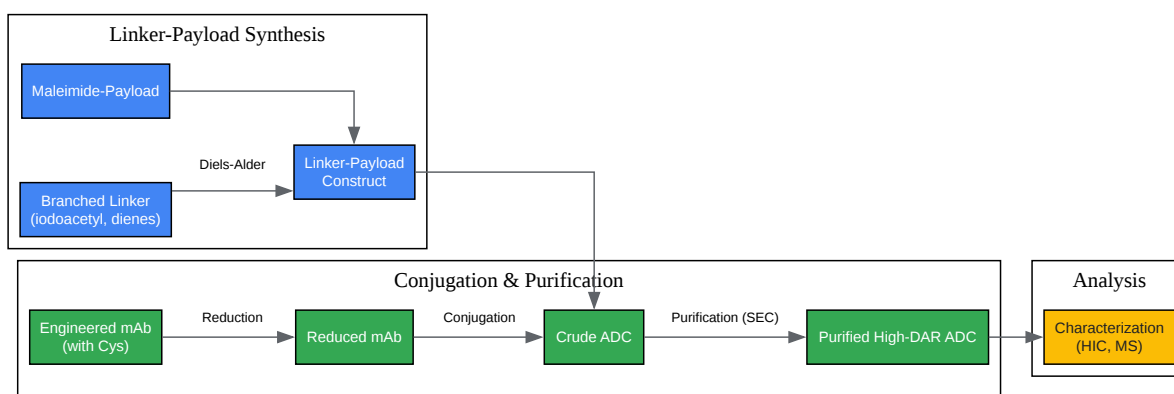 Linker-Payload Synthesis
Maleimide-Payload
Diels-Alder
Linker-Payload
Construct
Branched Linker
(iodoacetyl, dienes)
Conjugation & Purification
Analysis
Engineered mAb
(with Cys)
Reduction
Reduced mAb
Conjugation
Crude ADC
Purification (SEC)
Purified High-DAR ADC
Characterization
(HIC, MS)